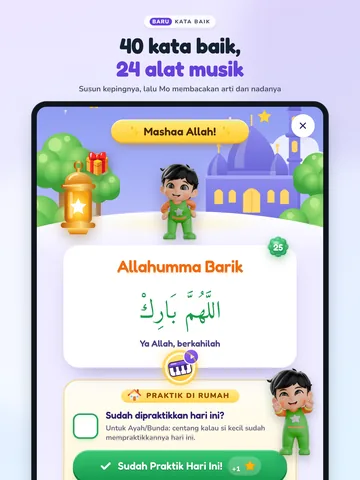 BARU KATA BAIK
40 kata baik,
24 alat musik
Susun kepingnya, lalu Mo membacakan arti dan nadanya
Mashaa Allah!
25
Allahumma Barik
اللَّهُمَّ بَارِكْ
Ya Allah, berkahilah
PRAKTIK DI RUMAH
Sudah dipraktikkan hari ini?
Untuk Ayah/Bunda: centang kalau si kecil sudah
mempraktikkannya hari ini.
Sudah Praktik Hari Ini! +1